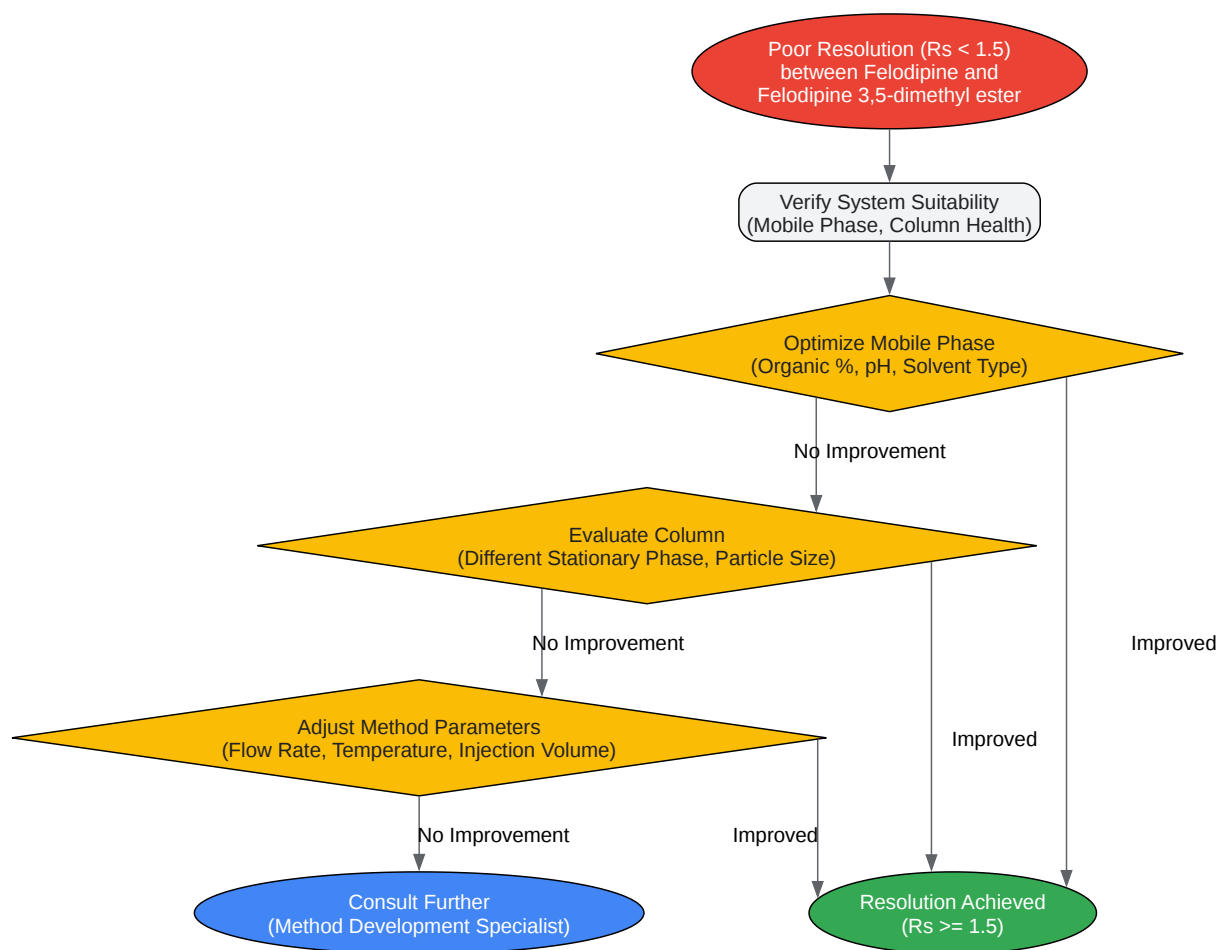 Poor Resolution (Rs < 1.5)
between Felodipine and
Felodipine 3,5-dimethyl ester
Verify System Suitability
(Mobile Phase, Column Health)
Optimize Mobile Phase
(Organic %, pH, Solvent Type)
No Improvement
Evaluate Column
(Different Stationary Phase, Particle Size)
No Improvement
Improved
Adjust Method Parameters
(Flow Rate, Temperature, Injection Volume)
Improved
No Improvement
Improved
Consult Further
(Method Development Specialist)
Resolution Achieved
(Rs >= 1.5)